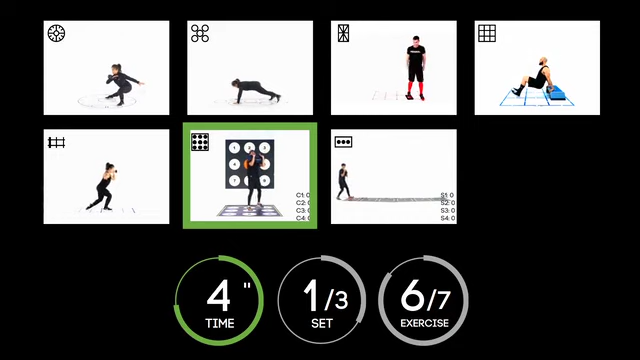 C1: 0
C2: 0
C3: 0
C4: 0
S1: 0
S2: 0
S3: 0
S4: 0
4"
TIME
1/3
SET
6/7
EXERCISE